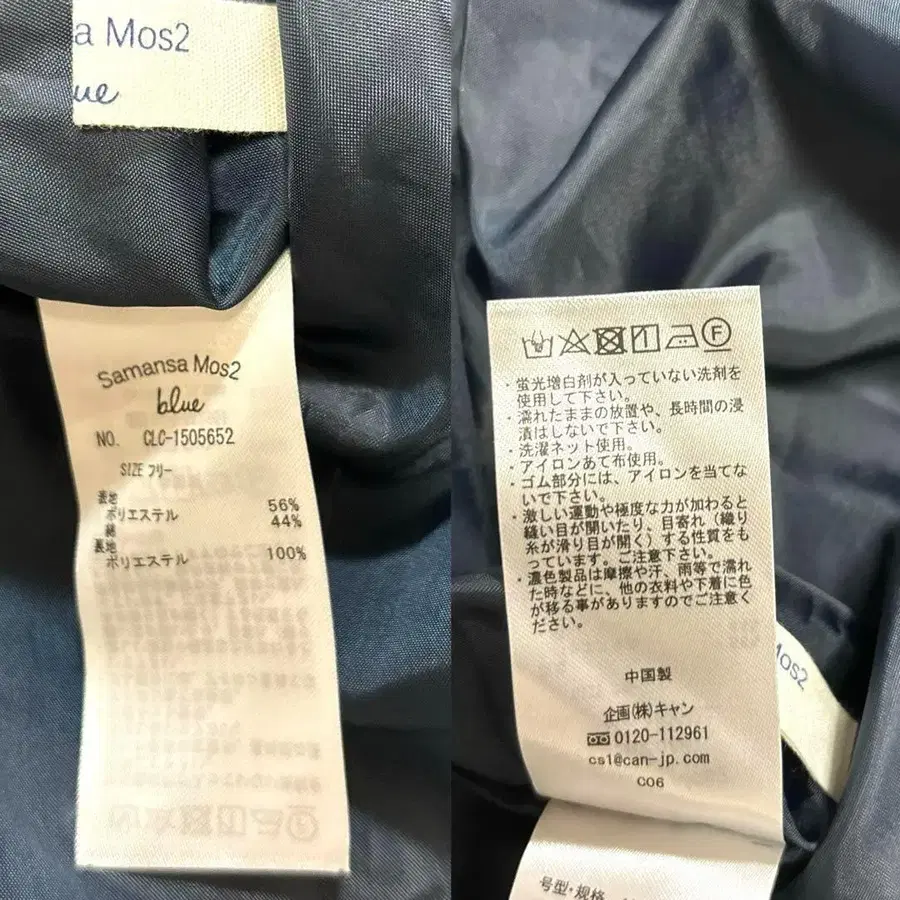 a Mos2
ue
Samansa Mos2
blue
NO. CLC-1505652
SIZE フリー
表地
ポリエステル 56%
綿 44%
裏地
ポリエステル 100%
・蛍光増白剤が入っていない洗剤を
使用して下さい。
・濡れたままの放置や、長時間の浸
漬はしないで下さい。
・洗濯ネット使用。
・アイロンあて布使用。
・ゴム部分には、アイロンを当てな
いで下さい。
・激しい運動や極度な力が加わると
縫い目が開いたり、目寄れ（織り
糸が滑り目が開く）する性質をも
っています。ご注意下さい。
・濃色製品は摩擦や汗、雨等で濡れ
た時などに、他の衣料や下着に色
が移る事がありますのでご注意く
ださい。
中国製
企画(株)キャン
0120-112961
cs1@can-jp.com
C06
Mos2
号型・规格